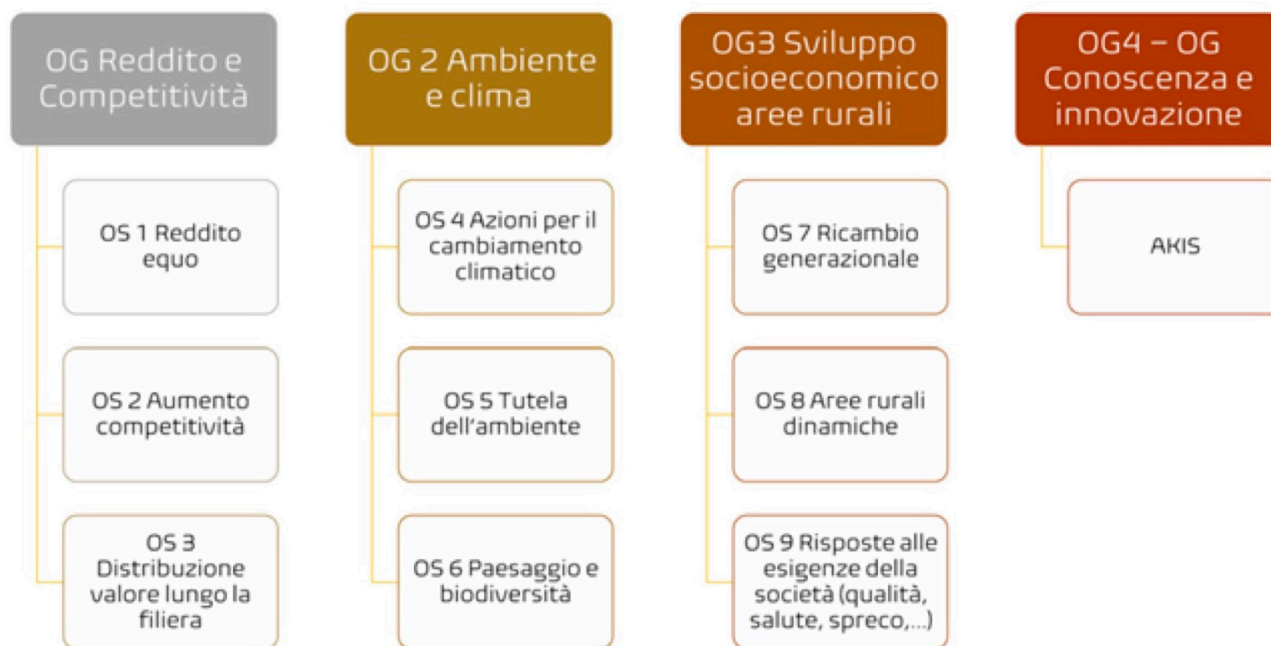 OG Reddito e
Competitività
OS 1 Reddito
equo
OS 2 Aumento
competitività
OS 3
Distribuzione
valore lungo la
filiera
OG 2 Ambiente
e clima
OS 4 Azioni per il
cambiamento
climatico
OS 5 Tutela
dell'ambiente
OS 6 Paesaggio e
biodiversità
OG3 Sviluppo
socioeconomico
aree rurali
OS 7 Ricambio
generazionale
OS 8 Aree rurali
dinamiche
OS 9 Risposte alle
esigenze della
società (qualità,
salute, spreco,...)
OG4 – OG
Conoscenza e
innovazione
AKIS